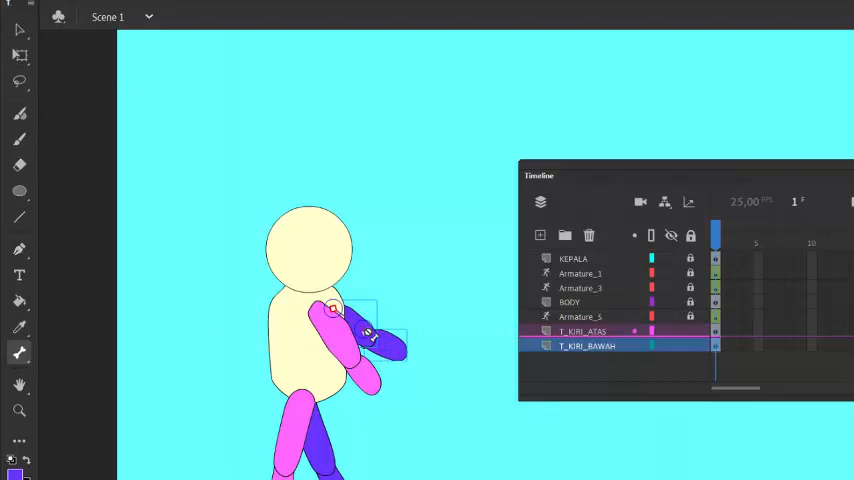 Scene 1
Timeline
25,00 FPS 1 F
5 10
KEPALA
Armature_1
Armature_3
BODY
Armature_5
T_KIRI_ATAS
T_KIRI_BAWAH